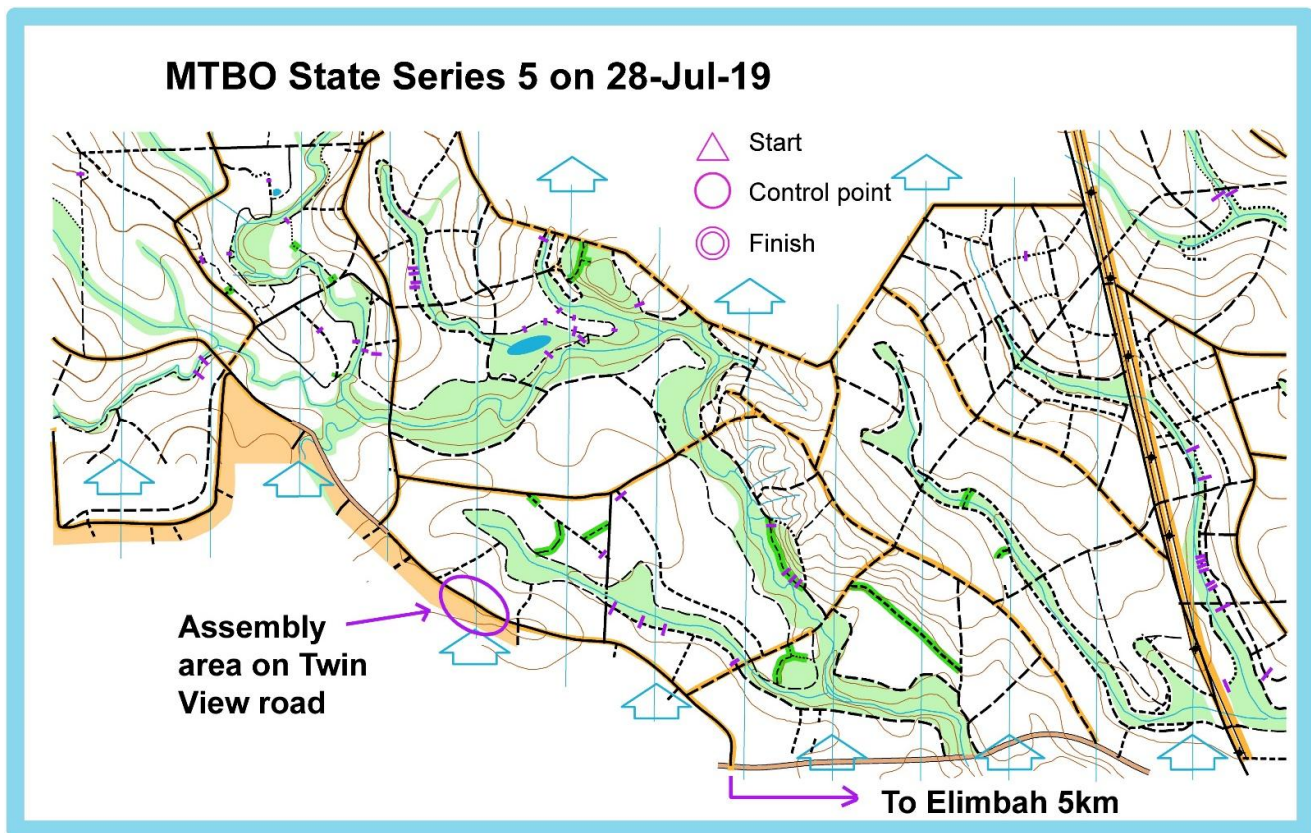 MTBO State Series 5 on 28-Jul-19
Start
Control point
Finish
Assembly
area on Twin
View road
To Elimbah 5km